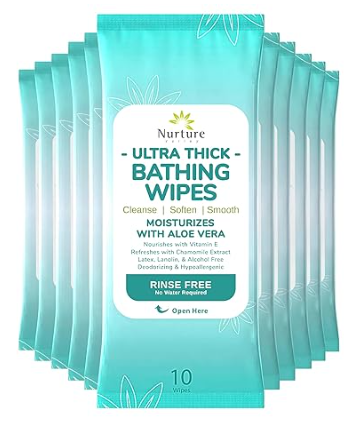 Nurture
- ULTRA THICK -
BATHING
WIPES
Cleanse | Soften | Smooth
MOISTURIZES
WITH ALOE VERA
Nourishes with Vitamin E
Refreshes with Chamomile Extract
Latex, Lanolin, & Alcohol Free
Deodorizing & Hypoallergenic
RINSE FREE
No Water Required
Open Here
10
Wipes